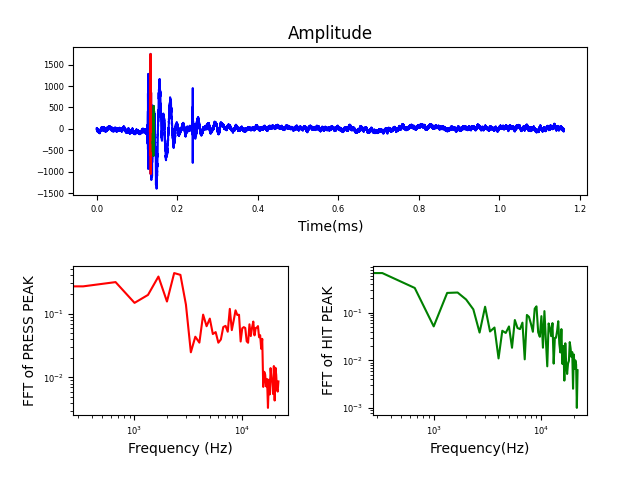 Amplitude
1500
1000
500
0
−500
−1000
−1500
0.0 0.2 0.4 0.6 0.8 1.0 1.2
Time(ms)
FFT of PRESS PEAK
10⁻¹
10⁻²
10³ 10⁴
Frequency (Hz)
FFT of HIT PEAK
10⁻¹
10⁻²
10⁻³
10³ 10⁴
Frequency(Hz)